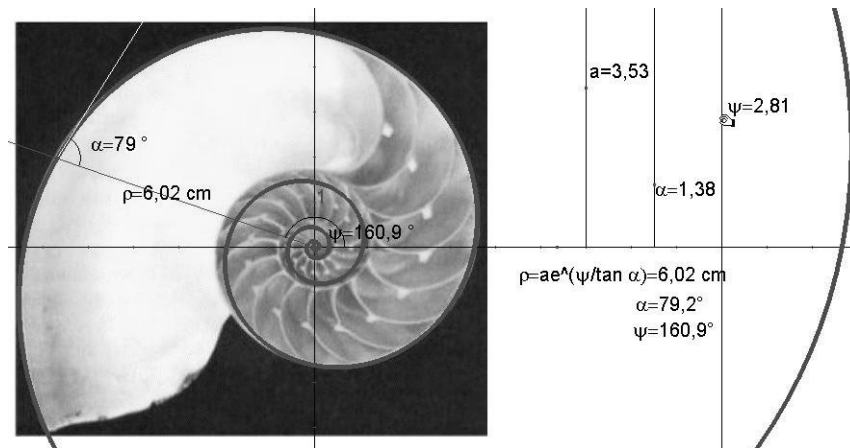 α=79°
ρ=6,02 cm
1
ψ=160,9°
a=3,53
ψ=2,81
α=1,38
ρ=ae^(ψ/tan α)=6,02 cm
α=79,2°
ψ=160,9°